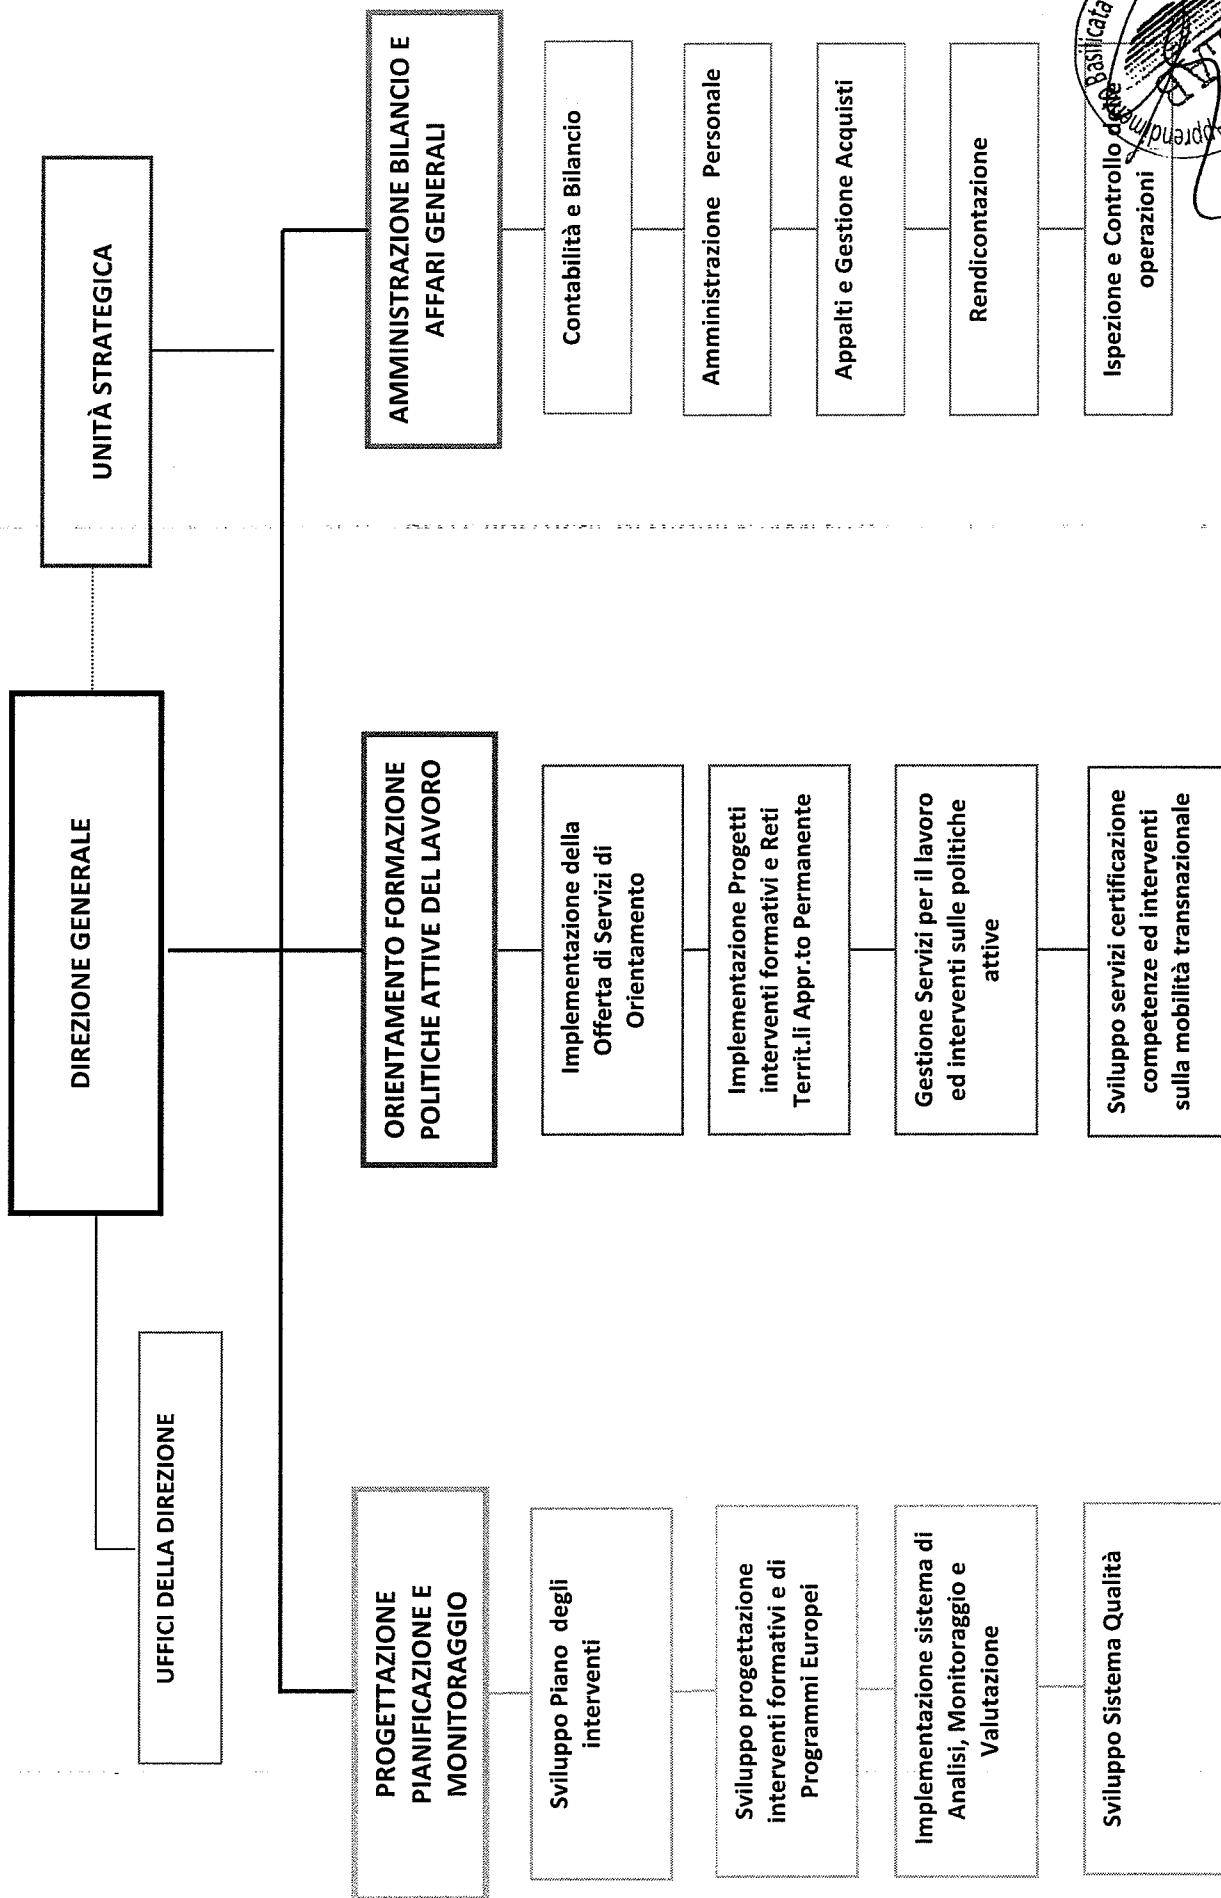 DIREZIONE GENERALE
UNITÀ STRATEGICA
UFFICI DELLA DIREZIONE
PROGETTAZIONE
PIANIFICAZIONE E
MONITORAGGIO
Sviluppo Piano degli
interventi
Sviluppo progettazione
interventi formativi e di
Programmi Europei
Implementazione sistema di
Analisi, Monitoraggio e
Valutazione
Sviluppo Sistema Qualità
ORIENTAMENTO FORMAZIONE
POLITICHE ATTIVE DEL LAVORO
Implementazione della
Offerta di Servizi di
Orientamento
Implementazione Progetti
interventi formativi e Reti
Territ.li Appr.to Permanente
Gestione Servizi per il lavoro
ed interventi sulle politiche
attive
Sviluppo servizi certificazione
competenze ed interventi
sulla mobilità transnazionale
AMMINISTRAZIONE BILANCIO E
AFFARI GENERALI
Contabilità e Bilancio
Amministrazione Personale
Appalti e Gestione Acquisti
Rendicontazione
Ispezione e Controllo delle
operazioni
Basilicata